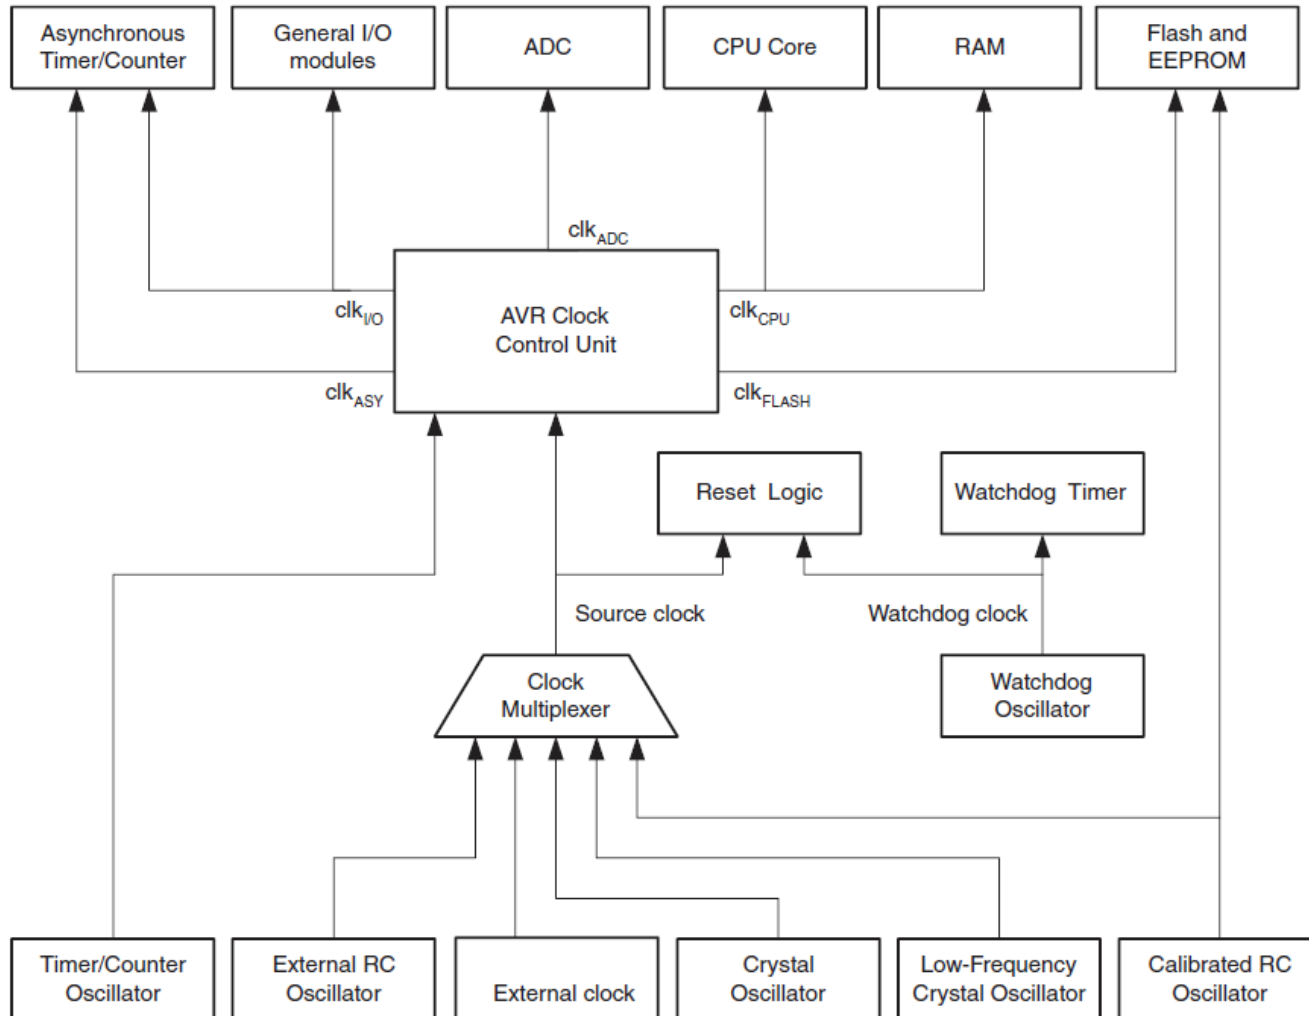 Asynchronous
Timer/Counter
General I/O
modules
ADC
CPU Core
RAM
Flash and
EEPROM
clkADC
clkI/O
clkCPU
AVR Clock
Control Unit
clkASY
clkFLASH
Reset Logic
Watchdog Timer
Source clock
Watchdog clock
Clock
Multiplexer
Watchdog
Oscillator
Timer/Counter
Oscillator
External RC
Oscillator
External clock
Crystal
Oscillator
Low-Frequency
Crystal Oscillator
Calibrated RC
Oscillator